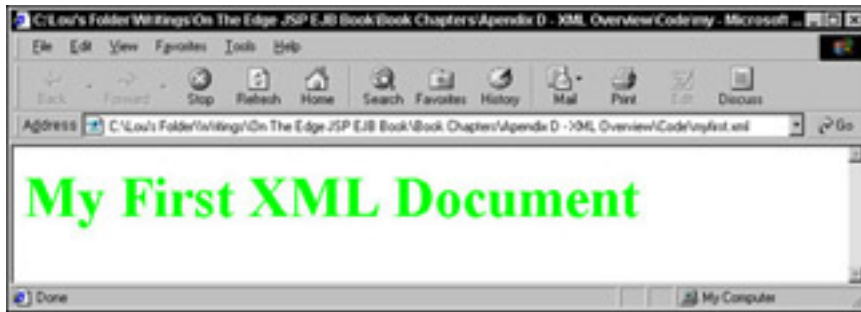 C:\Lou's Folder\Writings\On The Edge JSP EJB Book\Book Chapters\Apendix D - XML Overview\Code\my - Microsoft ...
File Edit View Favorites Tools Help
Back Forward Stop Refresh Home Search Favorites History Mail Print Edit Discuss
Address C:\Lou's Folder\Writings\On The Edge JSP EJB Book\Book Chapters\Apendix D - XML Overview\Code\myfirst.xml Go
My First XML Document
Done My Computer